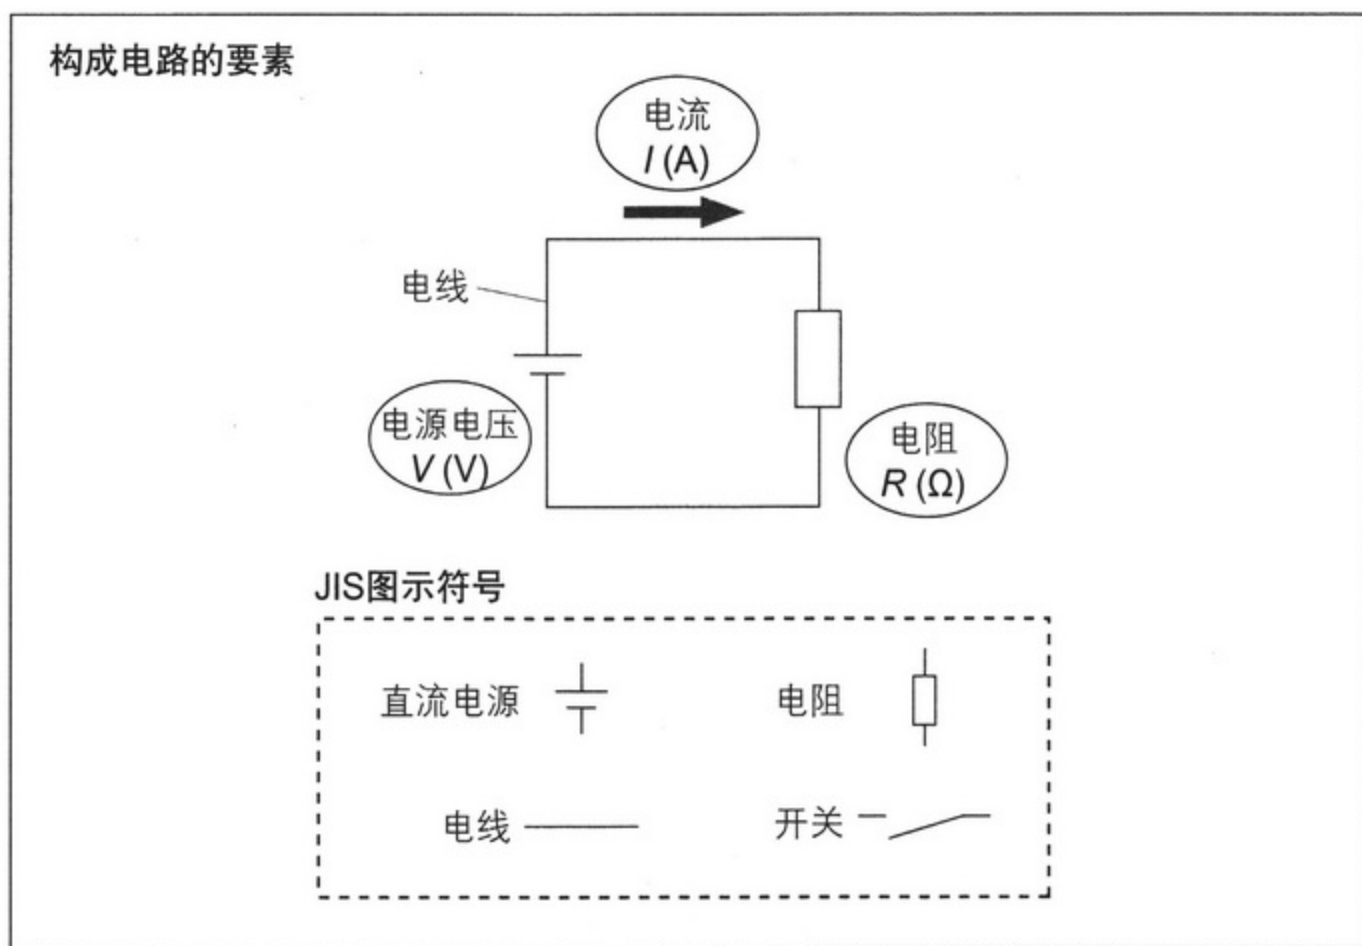 构成电路的要素
电流
I (A)
电线
电源电压
V (V)
电阻
R (Ω)
JIS图示符号
直流电源
电阻
电线
开关